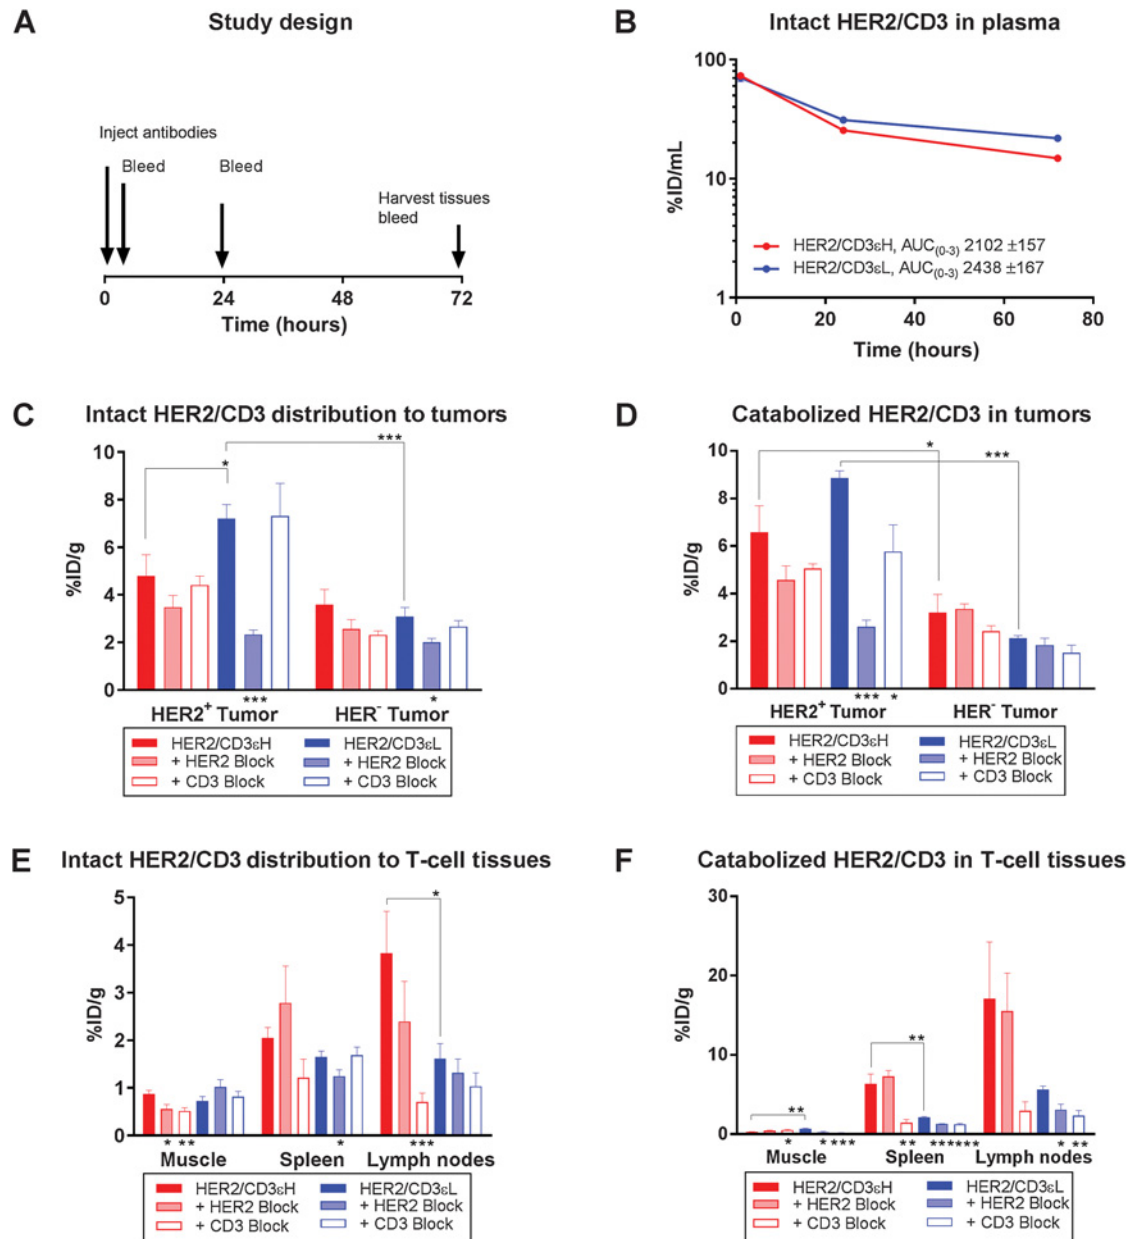 A
Study design
Inject antibodies
Bleed
Bleed
Harvest tissues
bleed
0
24
48
72
Time (hours)
B
Intact HER2/CD3 in plasma
%ID/mL
100
10
1
HER2/CD3εH, AUC(0-3) 2102 ±157
HER2/CD3εL, AUC(0-3) 2438 ±167
0
20
40
60
80
Time (hours)
C
Intact HER2/CD3 distribution to tumors
%ID/g
10
8
6
4
2
0
*
***
***
*
HER2+ Tumor
HER- Tumor
HER2/CD3εH
+ HER2 Block
+ CD3 Block
HER2/CD3εL
+ HER2 Block
+ CD3 Block
D
Catabolized HER2/CD3 in tumors
%ID/g
10
8
6
4
2
0
*
***
***
*
HER2+ Tumor
HER- Tumor
HER2/CD3εH
+ HER2 Block
+ CD3 Block
HER2/CD3εL
+ HER2 Block
+ CD3 Block
E
Intact HER2/CD3 distribution to T-cell tissues
%ID/g
5
4
3
2
1
0
*
* **
*
***
Muscle
Spleen
Lymph nodes
HER2/CD3εH
+ HER2 Block
+ CD3 Block
HER2/CD3εL
+ HER2 Block
+ CD3 Block
F
Catabolized HER2/CD3 in T-cell tissues
%ID/g
30
20
10
0
**
**
*
* ***
**
*** ***
* **
Muscle
Spleen
Lymph nodes
HER2/CD3εH
+ HER2 Block
+ CD3 Block
HER2/CD3εL
+ HER2 Block
+ CD3 Block